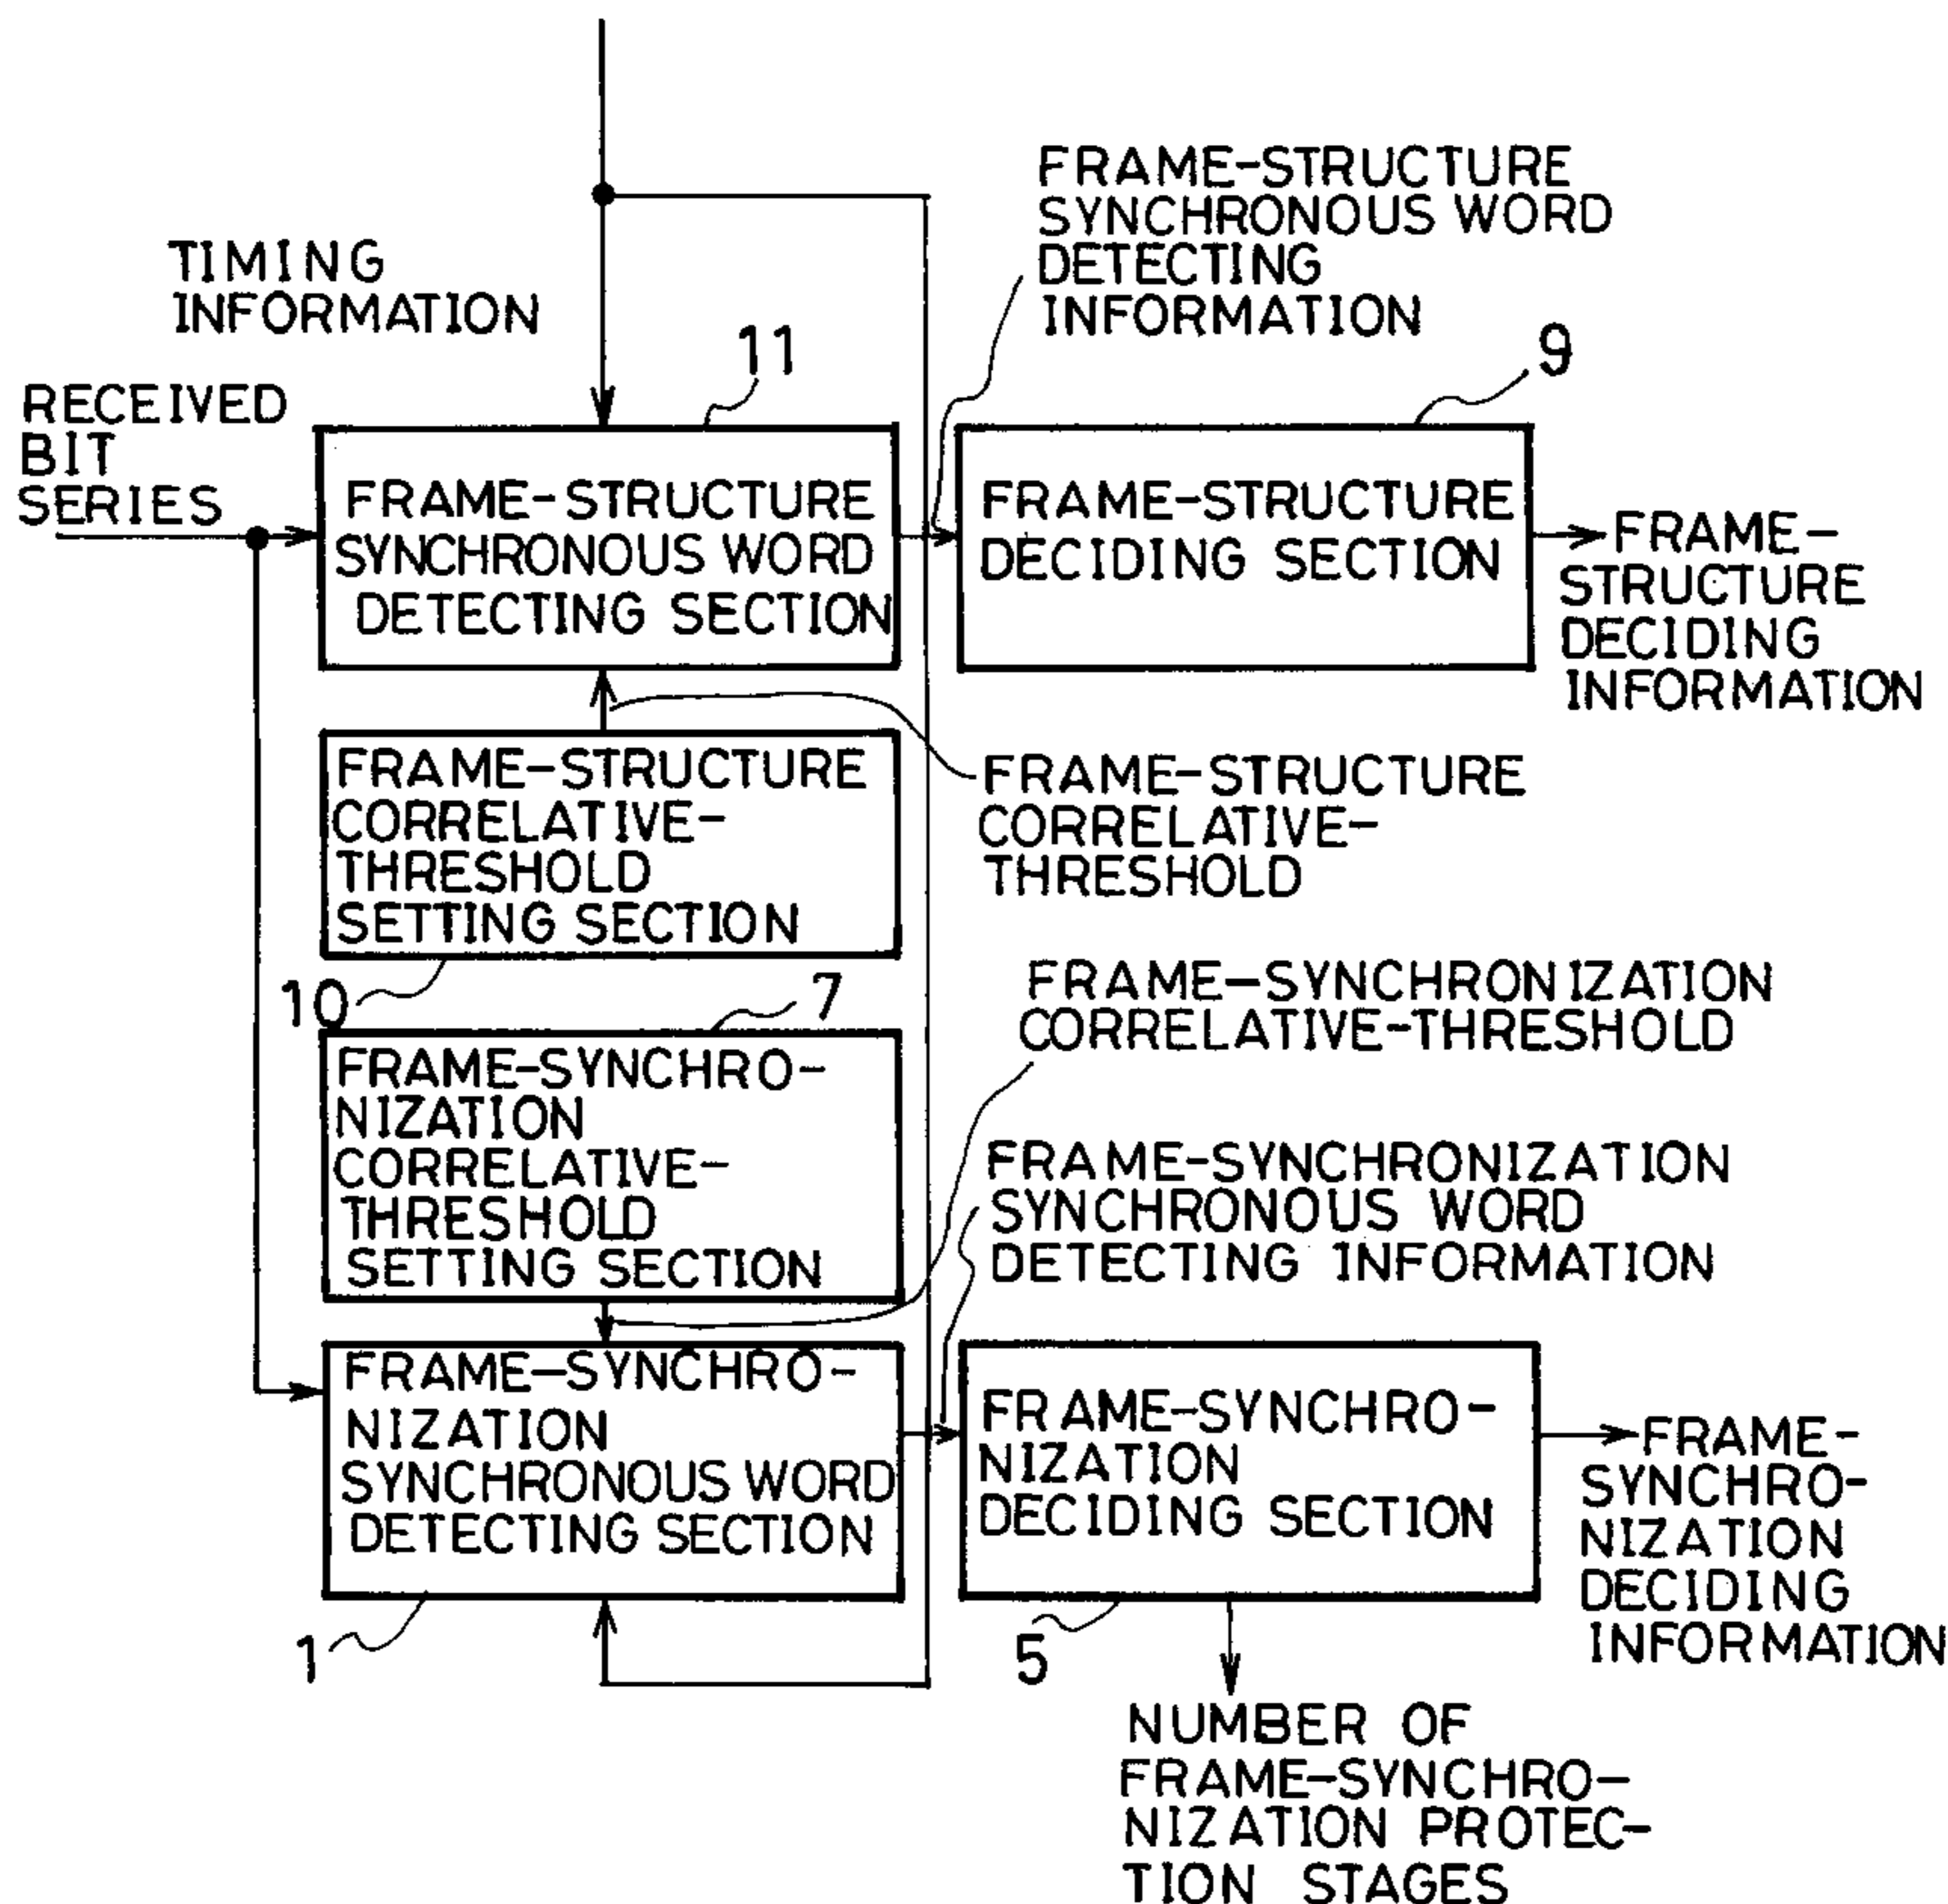 TIMING
INFORMATION
FRAME-STRUCTURE
SYNCHRONOUS WORD
DETECTING
INFORMATION
11
9
RECEIVED
BIT
SERIES
FRAME-STRUCTURE
SYNCHRONOUS WORD
DETECTING SECTION
FRAME-STRUCTURE
DECIDING SECTION
FRAME-
STRUCTURE
DECIDING
INFORMATION
FRAME-STRUCTURE
CORRELATIVE-
THRESHOLD
SETTING SECTION
FRAME-STRUCTURE
CORRELATIVE-
THRESHOLD
10
7
FRAME-SYNCHRONIZATION
CORRELATIVE-THRESHOLD
FRAME-SYNCHRO-
NIZATION
CORRELATIVE-
THRESHOLD
SETTING SECTION
FRAME-SYNCHRONIZATION
SYNCHRONOUS WORD
DETECTING INFORMATION
FRAME-SYNCHRO-
NIZATION
SYNCHRONOUS WORD
DETECTING SECTION
FRAME-SYNCHRO-
NIZATION
DECIDING SECTION
FRAME-
SYNCHRO-
NIZATION
DECIDING
INFORMATION
1
5
NUMBER OF
FRAME-SYNCHRO-
NIZATION PROTEC-
TION STAGES